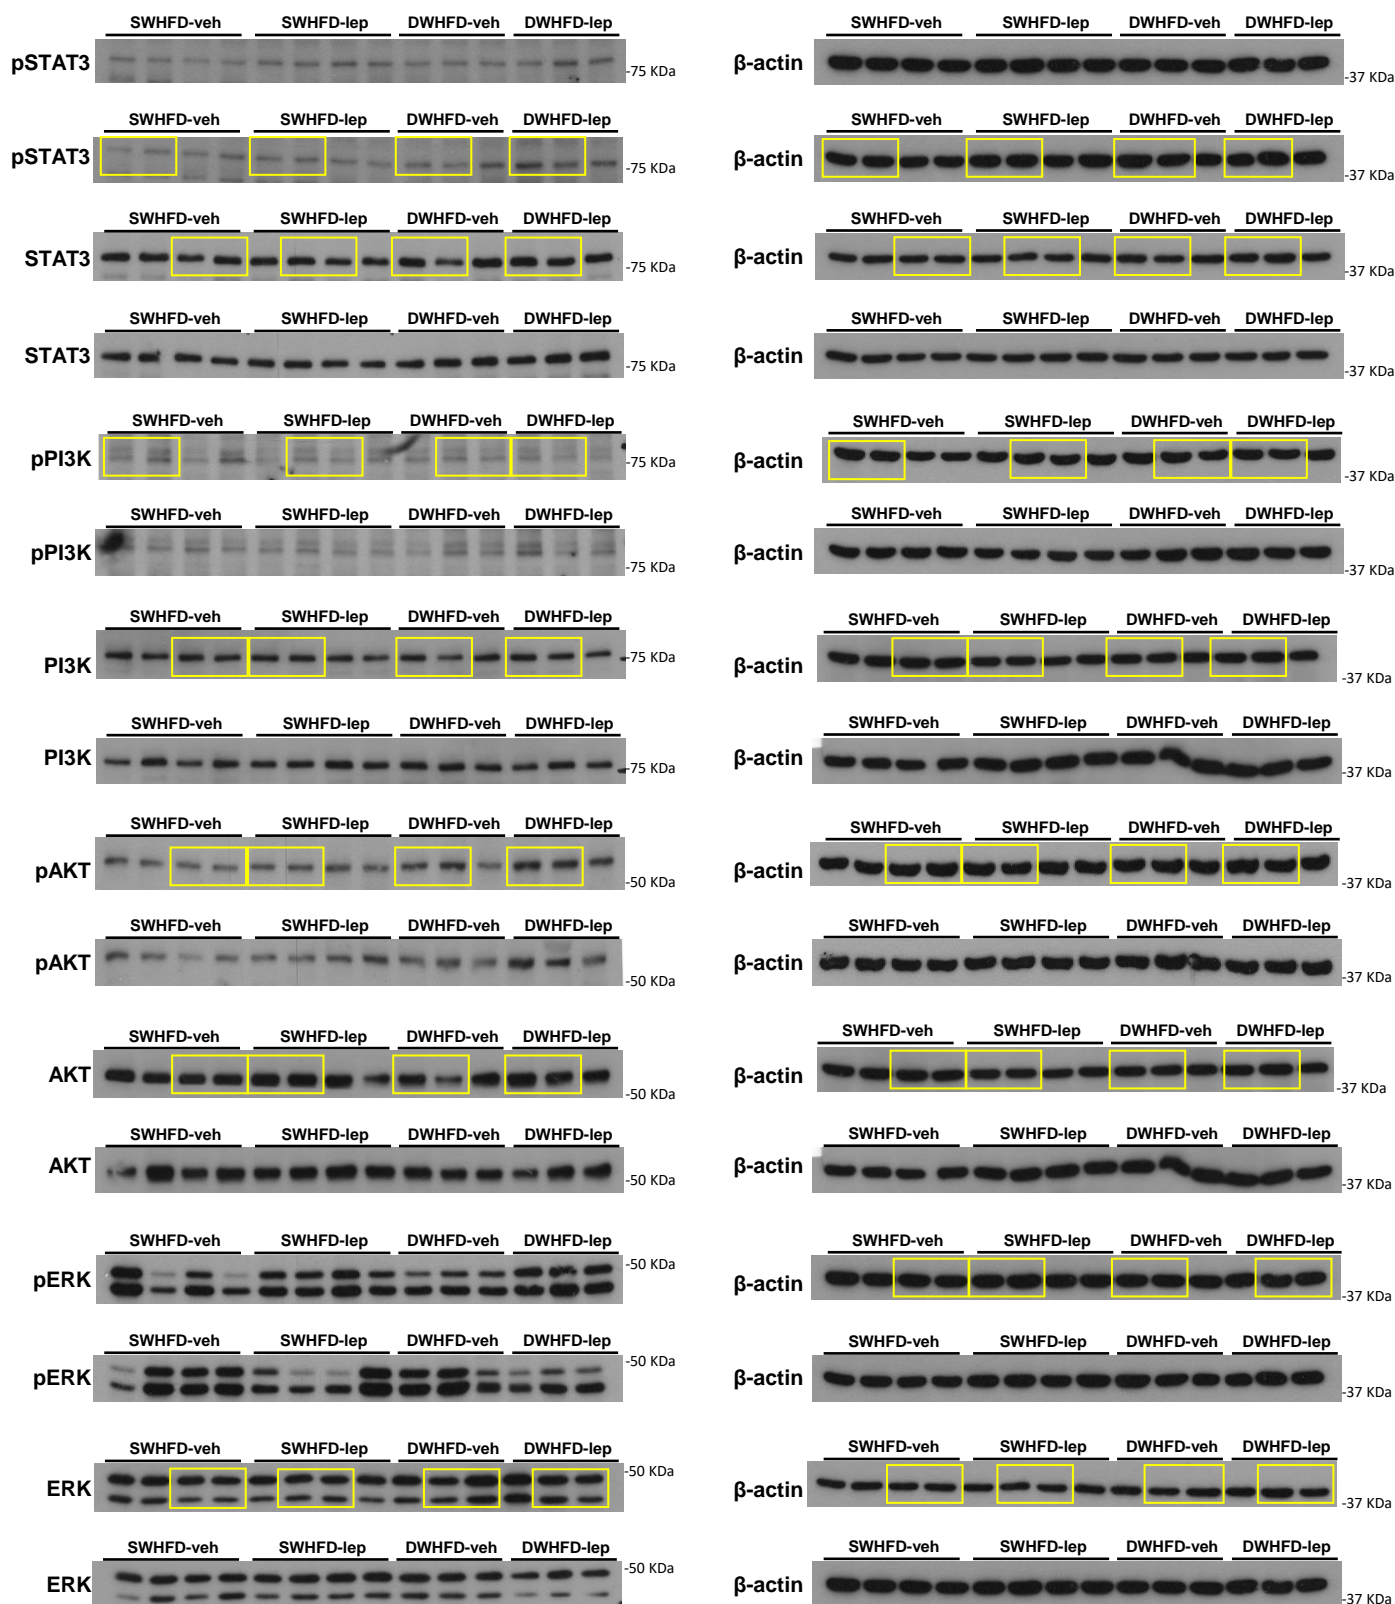 SWHFD-veh SWHFD-lep DWHFD-veh DWHFD-lep
pSTAT3 -75 KDa
SWHFD-veh SWHFD-lep DWHFD-veh DWHFD-lep
β-actin -37 KDa
SWHFD-veh SWHFD-lep DWHFD-veh DWHFD-lep
pSTAT3 -75 KDa
SWHFD-veh SWHFD-lep DWHFD-veh DWHFD-lep
β-actin -37 KDa
SWHFD-veh SWHFD-lep DWHFD-veh DWHFD-lep
STAT3 -75 KDa
SWHFD-veh SWHFD-lep DWHFD-veh DWHFD-lep
β-actin -37 KDa
SWHFD-veh SWHFD-lep DWHFD-veh DWHFD-lep
STAT3 -75 KDa
SWHFD-veh SWHFD-lep DWHFD-veh DWHFD-lep
β-actin -37 KDa
SWHFD-veh SWHFD-lep DWHFD-veh DWHFD-lep
pPI3K -75 KDa
SWHFD-veh SWHFD-lep DWHFD-veh DWHFD-lep
β-actin -37 KDa
SWHFD-veh SWHFD-lep DWHFD-veh DWHFD-lep
pPI3K -75 KDa
SWHFD-veh SWHFD-lep DWHFD-veh DWHFD-lep
β-actin -37 KDa
SWHFD-veh SWHFD-lep DWHFD-veh DWHFD-lep
PI3K -75 KDa
SWHFD-veh SWHFD-lep DWHFD-veh DWHFD-lep
β-actin -37 KDa
SWHFD-veh SWHFD-lep DWHFD-veh DWHFD-lep
PI3K -75 KDa
SWHFD-veh SWHFD-lep DWHFD-veh DWHFD-lep
β-actin -37 KDa
SWHFD-veh SWHFD-lep DWHFD-veh DWHFD-lep
pAKT -50 KDa
SWHFD-veh SWHFD-lep DWHFD-veh DWHFD-lep
β-actin -37 KDa
SWHFD-veh SWHFD-lep DWHFD-veh DWHFD-lep
pAKT -50 KDa
SWHFD-veh SWHFD-lep DWHFD-veh DWHFD-lep
β-actin -37 KDa
SWHFD-veh SWHFD-lep DWHFD-veh DWHFD-lep
AKT -50 KDa
SWHFD-veh SWHFD-lep DWHFD-veh DWHFD-lep
β-actin -37 KDa
SWHFD-veh SWHFD-lep DWHFD-veh DWHFD-lep
AKT -50 KDa
SWHFD-veh SWHFD-lep DWHFD-veh DWHFD-lep
β-actin -37 KDa
SWHFD-veh SWHFD-lep DWHFD-veh DWHFD-lep
pERK -50 KDa
SWHFD-veh SWHFD-lep DWHFD-veh DWHFD-lep
β-actin -37 KDa
SWHFD-veh SWHFD-lep DWHFD-veh DWHFD-lep
pERK -50 KDa
SWHFD-veh SWHFD-lep DWHFD-veh DWHFD-lep
β-actin -37 KDa
SWHFD-veh SWHFD-lep DWHFD-veh DWHFD-lep
ERK -50 KDa
SWHFD-veh SWHFD-lep DWHFD-veh DWHFD-lep
β-actin -37 KDa
SWHFD-veh SWHFD-lep DWHFD-veh DWHFD-lep
ERK -50 KDa
SWHFD-veh SWHFD-lep DWHFD-veh DWHFD-lep
β-actin -37 KDa